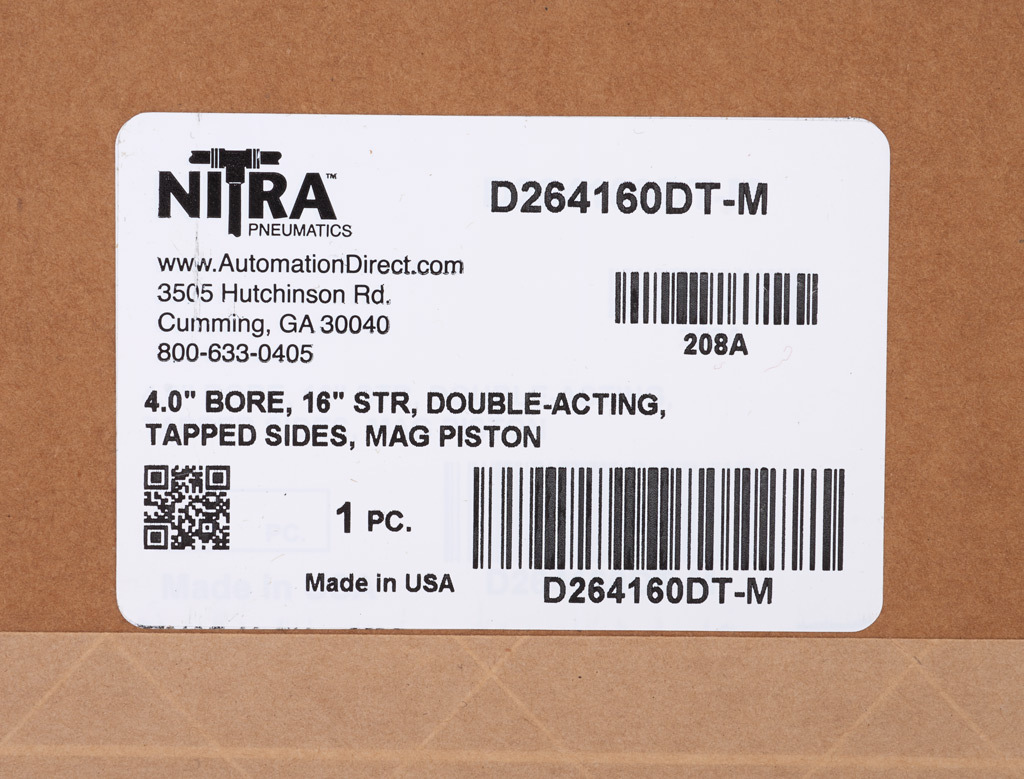 NITRA™
PNEUMATICS
D264160DT-M
www.AutomationDirect.com
3505 Hutchinson Rd.
Cumming, GA 30040
800-633-0405
208A
4.0" BORE, 16" STR, DOUBLE-ACTING,
TAPPED SIDES, MAG PISTON
1 PC.
Made in USA
D264160DT-M